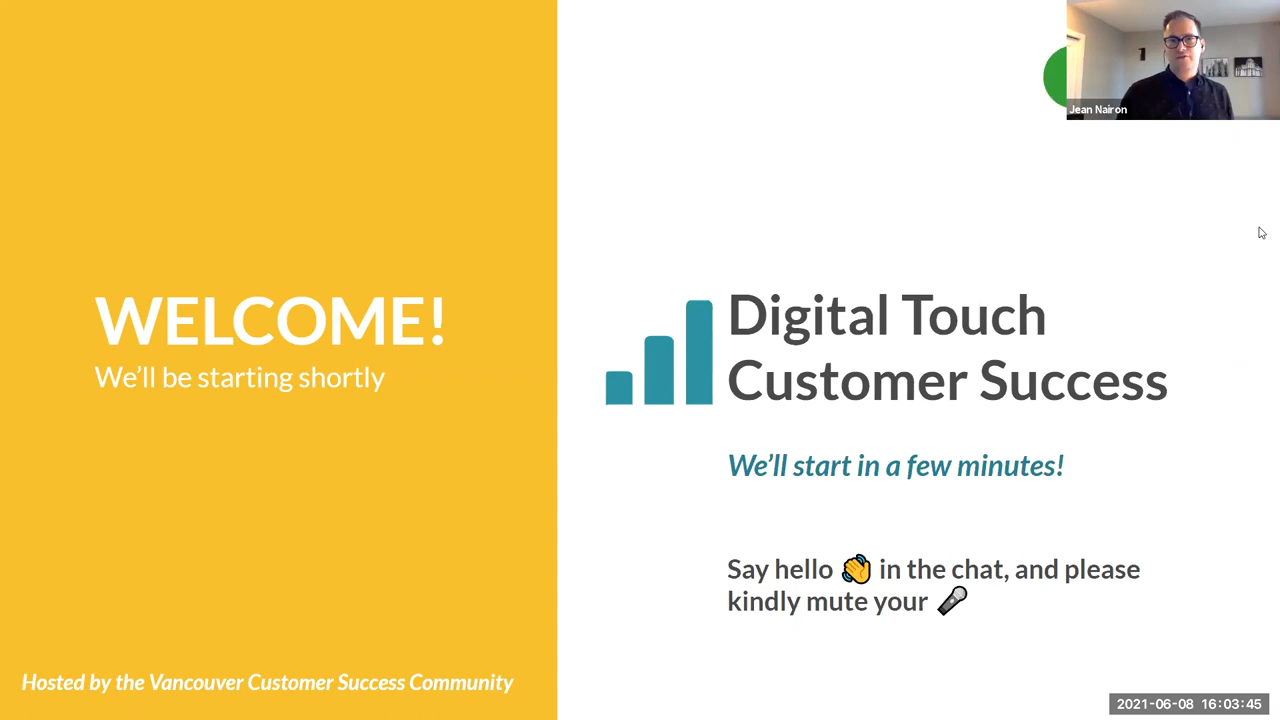 Jean Nairon
WELCOME!
We'll be starting shortly
Digital Touch
Customer Success
We'll start in a few minutes!
Say hello 👋 in the chat, and please
kindly mute your 🎤
Hosted by the Vancouver Customer Success Community
2021-06-08 16:03:45